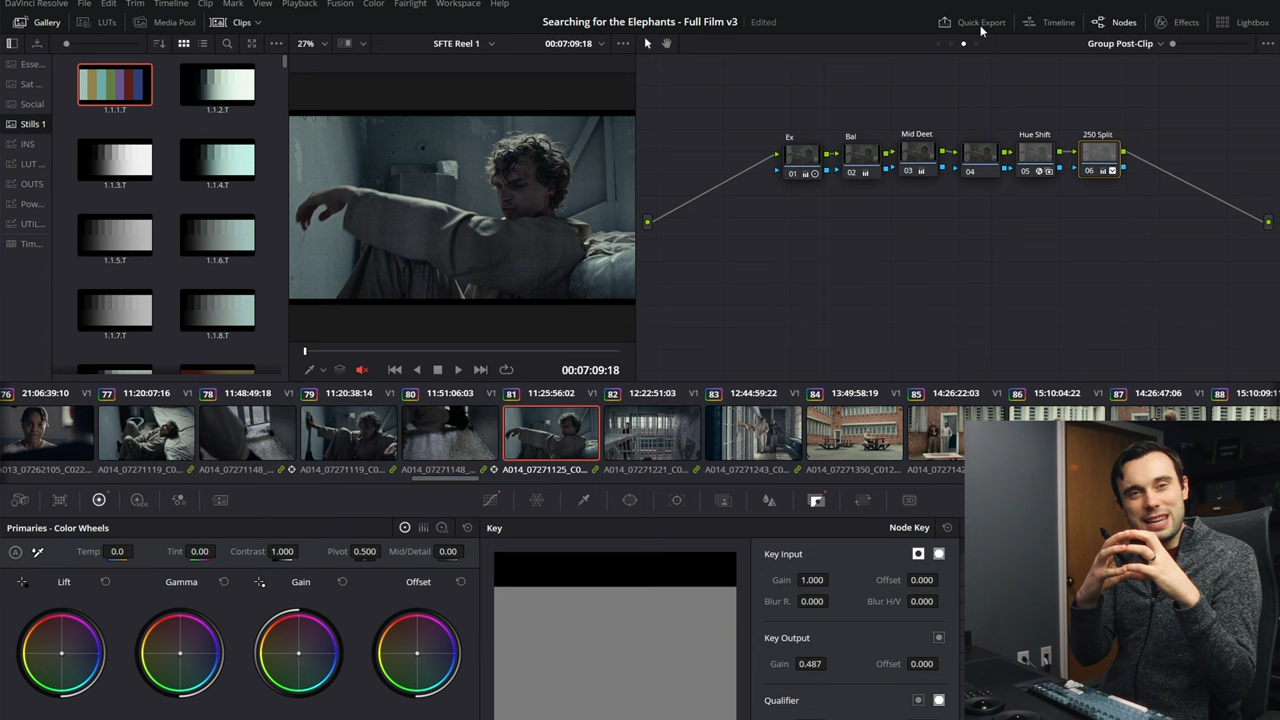 DaVinci Resolve File Edit Trim Timeline Clip Mark View Playback Fusion Color Fairlight Workspace Help
Gallery LUTs Media Pool Clips Searching for the Elephants - Full Film v3 Edited Quick Export Timeline Nodes Effects Lightbox
27% SFTE Reel 1 00:07:09:18 Group Post-Clip
Esse...
Sat ...
Social
Stills 1
INS
LUT ...
OUTS
Pow...
UTIL...
Tim...
1.1.1.T 1.1.2.T
1.1.3.T 1.1.4.T
1.1.5.T 1.1.6.T
1.1.7.T 1.1.8.T
Ex Bal Mid Deet Hue Shift 250 Split
01 02 03 04 05 06
00:07:09:18
76 21:06:39:10 V1 77 11:20:07:16 V1 78 11:48:49:18 V1 79 11:20:38:14 V1 80 11:51:06:03 V1 81 11:25:56:02 V1 82 12:22:51:03 V1 83 12:44:59:22 V1 84 13:49:58:19 V1 85 14:26:22:03 V1 86 15:10:04:22 V1 87 14:26:47:06 V1 88 15:10:09:1
A013_07262105_C022... A014_07271119_C0... A014_07271148_... A014_07271119_C0... A014_07271148_... A014_07271125_C0... A014_07271221_C0... A014_07271243_C0... A014_07271350_C012... A014_0727142
Primaries - Color Wheels Key Node Key
Temp 0.0 Tint 0.00 Contrast 1.000 Pivot 0.500 Mid/Detail 0.00
Lift Gamma Gain Offset
Key Input
Gain 1.000 Offset 0.000
Blur R. 0.000 Blur H/V 0.000
Key Output
Gain 0.487 Offset 0.000
Qualifier